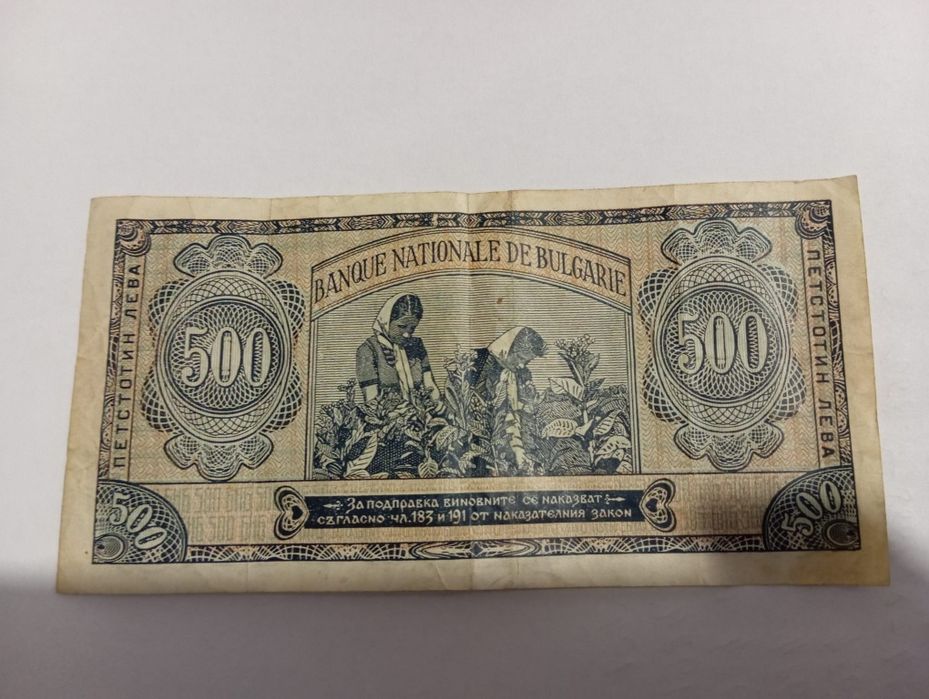 BANQUE NATIONALE DE BULGARIE
ПЕТСТОТИН ЛЕВА
500
500
ПЕТСТОТИН ЛЕВА
ЗА ПОДПРАВКА ВИНОВНИТЕ СЕ НАКАЗВАТ
СЪГЛАСНО ЧЛ. 183 И 191 ОТ НАКАЗАТЕЛНИЯ ЗАКОН
500
500